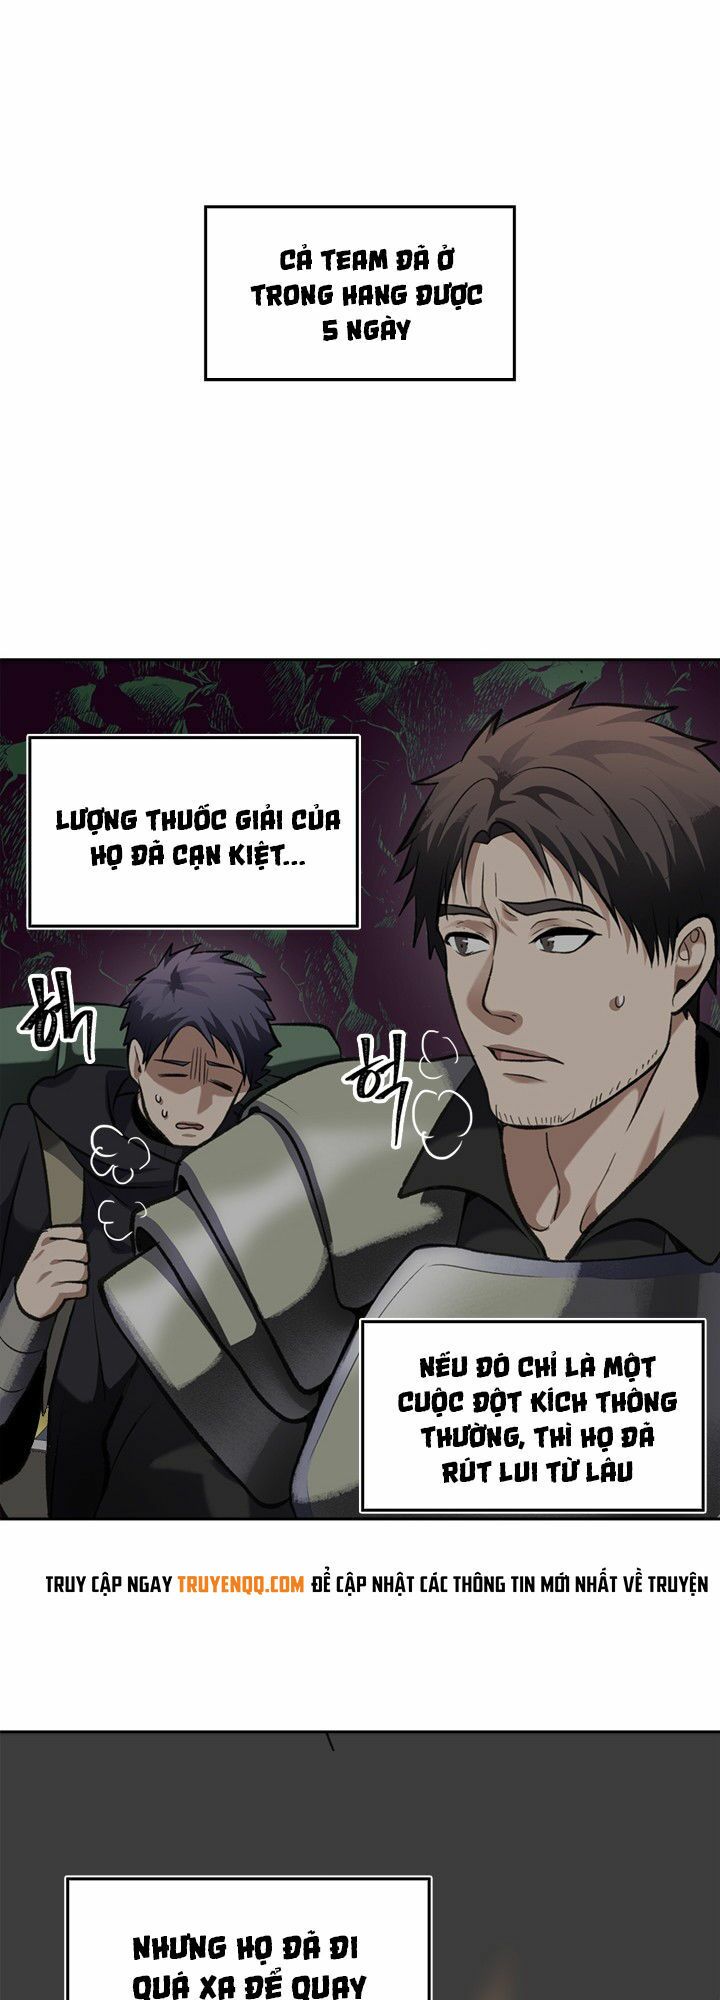 CẢ TEAM ĐÃ Ở
TRONG HANG ĐƯỢC
5 NGÀY
LƯỢNG THUỐC GIẢI CỦA
HỌ ĐÃ CẠN KIỆT...
헉
헉
NẾU ĐÓ CHỈ LÀ MỘT
CUỘC ĐỘT KÍCH THÔNG
THƯỜNG, THÌ HỌ ĐÃ
RÚT LUI TỪ LÂU
TRUY CẬP NGAY TRUYENQQ.COM ĐỂ CẬP NHẬT CÁC THÔNG TIN MỚI NHẤT VỀ TRUYỆN
NHƯNG HỌ ĐÃ ĐI
QUÁ XA ĐỂ QUAY